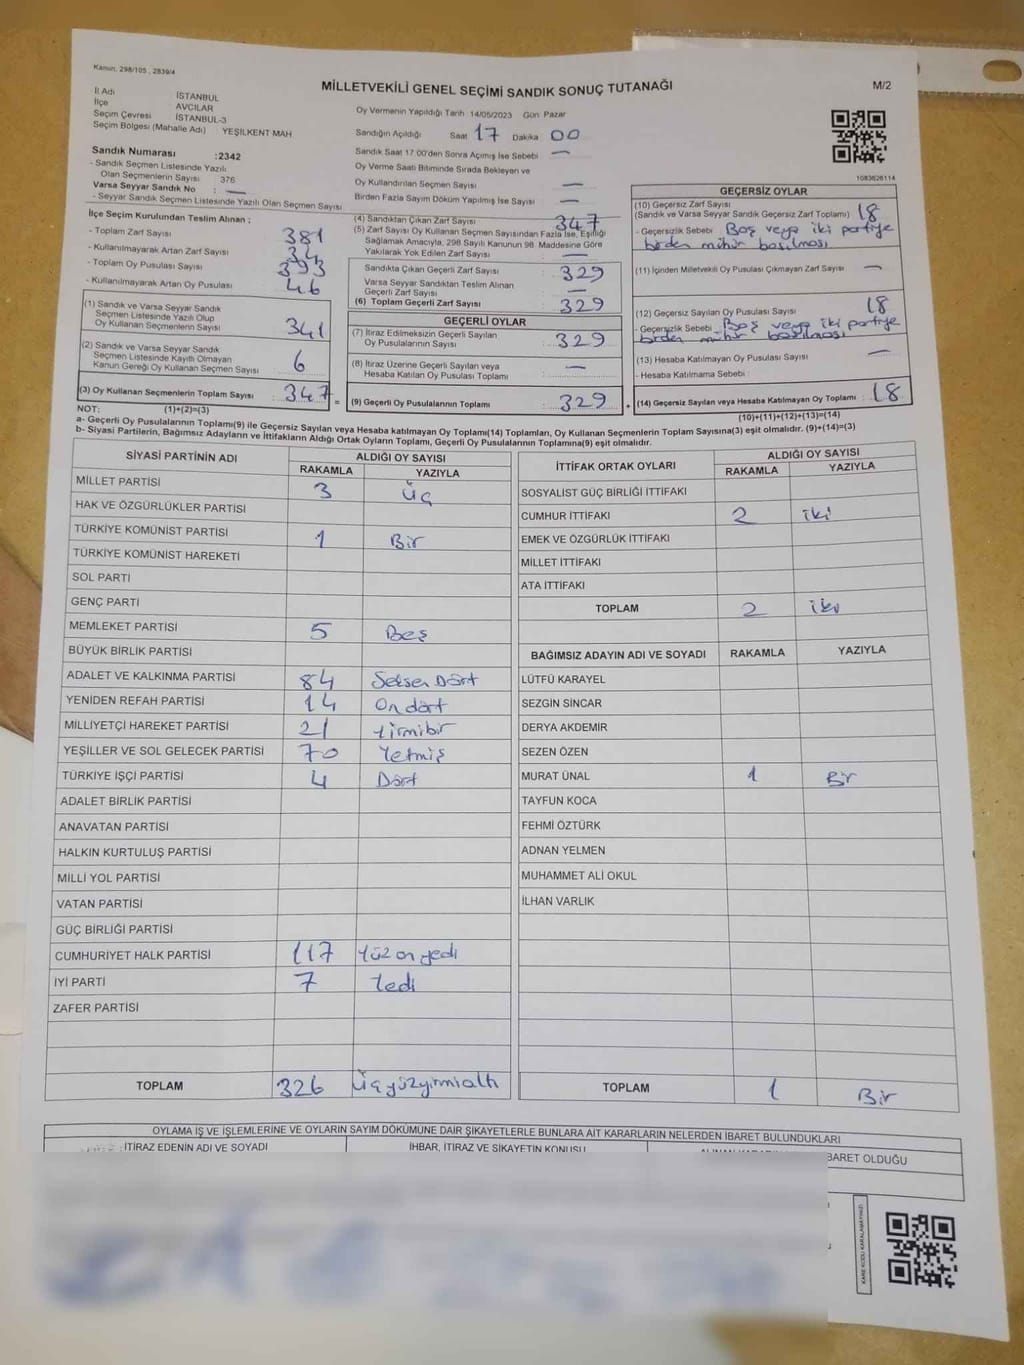 Kanun, 298/105 , 2839/4
MİLLETVEKİLİ GENEL SEÇİMİ SANDIK SONUÇ TUTANAĞI
M/2
İl Adı : İSTANBUL
İlçe : AVCILAR
Seçim Çevresi : İSTANBUL-3
Seçim Bölgesi (Mahalle Adı) YEŞİLKENT MAH
Sandık Numarası :2342
- Sandık Seçmen Listesinde Yazılı
Olan Seçmenlerin Sayısı : 376
Varsa Seyyar Sandık No : —
- Seyyar Sandık Seçmen Listesinde Yazılı Olan Seçmen Sayısı
İlçe Seçim Kurulundan Teslim Alınan ;
- Toplam Zarf Sayısı : 381
- Kullanılmayarak Artan Zarf Sayısı : 34
- Toplam Oy Pusulası Sayısı : 393
- Kullanılmayarak Artan Oy Pusulası : 46
(1) Sandık ve Varsa Seyyar Sandık
Seçmen Listesinde Yazılı Olup
Oy Kullanan Seçmenlerin Sayısı : 341
(2) Sandık ve Varsa Seyyar Sandık
Seçmen Listesinde Kayıtlı Olmayan
Kanun Gereği Oy Kullanan Seçmen Sayısı : 6
(3) Oy Kullanan Seçmenlerin Toplam Sayısı : 347 =
(1)+(2)=(3)
Oy Vermenin Yapıldığı Tarih 14/05/2023 Gün Pazar
Sandığın Açıldığı Saat 17 Dakika 00
Sandık Saat 17.00'den Sonra Açılmış İse Sebebi —
Oy Verme Saati Bitiminde Sırada Bekleyen ve
Oy Kullandırılan Seçmen Sayısı —
Birden Fazla Sayım Döküm Yapılmış İse Sayısı —
(4) Sandıktan Çıkan Zarf Sayısı : 347
(5) Zarf Sayısı Oy Kullanan Seçmen Sayısından Fazla İse, Eşitliği
Sağlamak Amacıyla, 298 Sayılı Kanunun 98. Maddesine Göre
Yakılarak Yok Edilen Zarf Sayısı : —
Sandıkta Çıkan Geçerli Zarf Sayısı : 329
Varsa Seyyar Sandıktan Teslim Alınan
Geçerli Zarf Sayısı : —
(6) Toplam Geçerli Zarf Sayısı : 329
GEÇERLİ OYLAR
(7) İtiraz Edilmeksizin Geçerli Sayılan
Oy Pusulalarının Sayısı : 329
(8) İtiraz Üzerine Geçerli Sayılan veya
Hesaba Katılan Oy Pusulası Toplamı : —
(9) Geçerli Oy Pusulalarının Toplamı : 329 +
1083626114
GEÇERSİZ OYLAR
(10) Geçersiz Zarf Sayısı
(Sandık ve Varsa Seyyar Sandık Geçersiz Zarf Toplamı) 18
- Geçersizlik Sebebi : Boş veya iki partiye
birden mühür basılması
(11) İçinden Milletvekili Oy Pusulası Çıkmayan Zarf Sayısı : —
(12) Geçersiz Sayılan Oy Pusulası Sayısı : 18
- Geçersizlik Sebebi : Boş veya iki partiye
birden mühür basılması
(13) Hesaba Katılmayan Oy Pusulası Sayısı : —
- Hesaba Katılmama Sebebi :
(14) Geçersiz Sayılan veya Hesaba Katılmayan Oy Toplamı : 18
(10)+(11)+(12)+(13)=(14)
NOT:
a- Geçerli Oy Pusulalarının Toplamı(9) ile Geçersiz Sayılan veya Hesaba katılmayan Oy Toplamı(14) Toplamları, Oy Kullanan Seçmenlerin Toplam Sayısına(3) eşit olmalıdır. (9)+(14)=(3)
b- Siyasi Partilerin, Bağımsız Adayların ve İttifakların Aldığı Ortak Oyların Toplamı, Geçerli Oy Pusulalarının Toplamına(9) eşit olmalıdır.
SİYASİ PARTİNİN ADI ALDIĞI OY SAYISI
RAKAMLA YAZIYLA
MİLLET PARTİSİ 3 Üç
HAK VE ÖZGÜRLÜKLER PARTİSİ
TÜRKİYE KOMÜNİST PARTİSİ 1 Bir
TÜRKİYE KOMÜNİST HAREKETİ
SOL PARTİ
GENÇ PARTİ
MEMLEKET PARTİSİ 5 Beş
BÜYÜK BİRLİK PARTİSİ
ADALET VE KALKINMA PARTİSİ 84 Seksen Dört
YENİDEN REFAH PARTİSİ 14 On dört
MİLLİYETÇİ HAREKET PARTİSİ 21 Yirmibir
YEŞİLLER VE SOL GELECEK PARTİSİ 70 Yetmiş
TÜRKİYE İŞÇİ PARTİSİ 4 Dört
ADALET BİRLİK PARTİSİ
ANAVATAN PARTİSİ
HALKIN KURTULUŞ PARTİSİ
MİLLİ YOL PARTİSİ
VATAN PARTİSİ
GÜÇ BİRLİĞİ PARTİSİ
CUMHURİYET HALK PARTİSİ 117 Yüz on yedi
İYİ PARTİ 7 Yedi
ZAFER PARTİSİ
TOPLAM 326 Üçyüzyirmialtı
İTTİFAK ORTAK OYLARI ALDIĞI OY SAYISI
RAKAMLA YAZIYLA
SOSYALİST GÜÇ BİRLİĞİ İTTİFAKI
CUMHUR İTTİFAKI 2 iki
EMEK VE ÖZGÜRLÜK İTTİFAKI
MİLLET İTTİFAKI
ATA İTTİFAKI
TOPLAM 2 iki
BAĞIMSIZ ADAYIN ADI VE SOYADI RAKAMLA YAZIYLA
LÜTFÜ KARAYEL
SEZGİN SİNCAR
DERYA AKDEMİR
SEZEN ÖZEN
MURAT ÜNAL 1 Bir
TAYFUN KOCA
FEHMİ ÖZTÜRK
ADNAN YELMEN
MUHAMMET ALİ OKUL
İLHAN VARLIK
TOPLAM 1 Bir
OYLAMA İŞ VE İŞLEMLERİNE VE OYLARIN SAYIM DÖKÜMÜNE DAİR ŞİKAYETLERLE BUNLARA AİT KARARLARIN NELERDEN İBARET BULUNDUKLARI
İTİRAZ EDENİN ADI VE SOYADI İHBAR, İTİRAZ VE ŞİKAYETİN KONUSU BARET OLDUĞU
KARE KODU KARALAMAYINIZ!